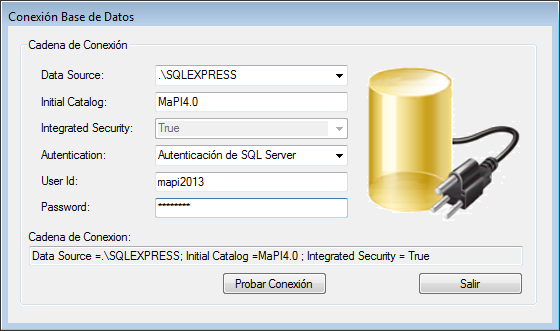 Conexión Base de Datos
Cadena de Conexión
Data Source: .\SQLEXPRESS
Initial Catalog: MaPI4.0
Integrated Security: True
Autentication: Autenticación de SQL Server
User Id: mapi2013
Password: ********
Cadena de Conexion:
Data Source =.\SQLEXPRESS; Initial Catalog =MaPI4.0 ; Integrated Security = True
Probar Conexión Salir